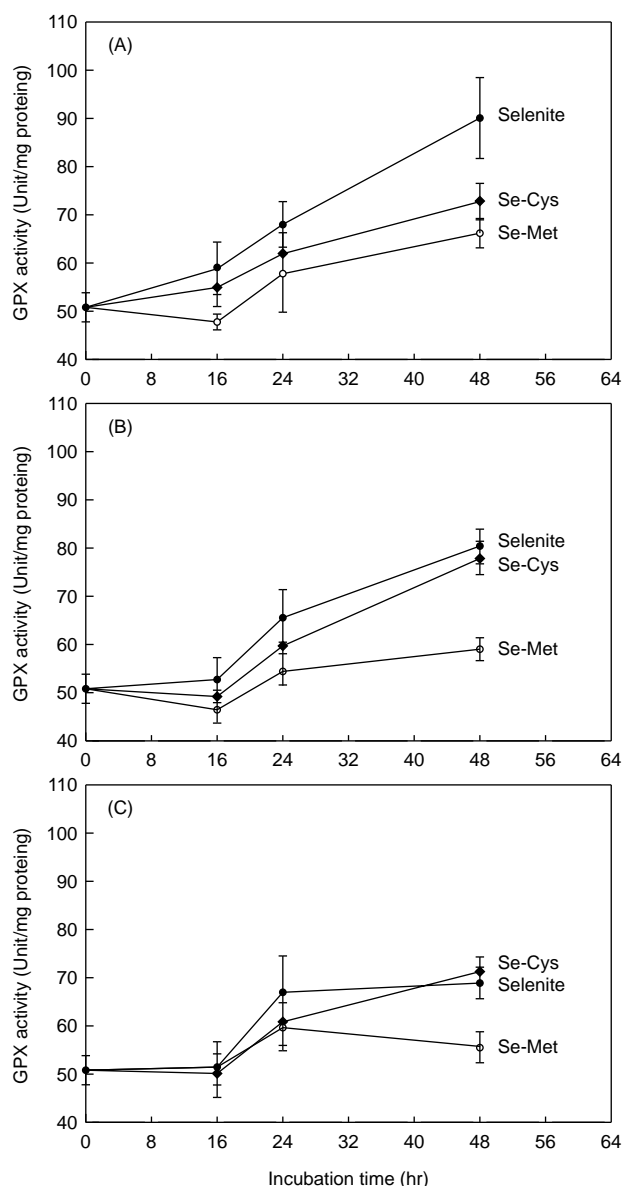 (A)
110
100
90
80
70
60
50
40
GPX activity (Unit/mg proteing)
Selenite
Se-Cys
Se-Met
0 8 16 24 32 40 48 56 64
(B)
110
100
90
80
70
60
50
40
GPX activity (Unit/mg proteing)
Selenite
Se-Cys
Se-Met
0 8 16 24 32 40 48 56 64
(C)
110
100
90
80
70
60
50
40
GPX activity (Unit/mg proteing)
Se-Cys
Selenite
Se-Met
0 8 16 24 32 40 48 56 64
Incubation time (hr)